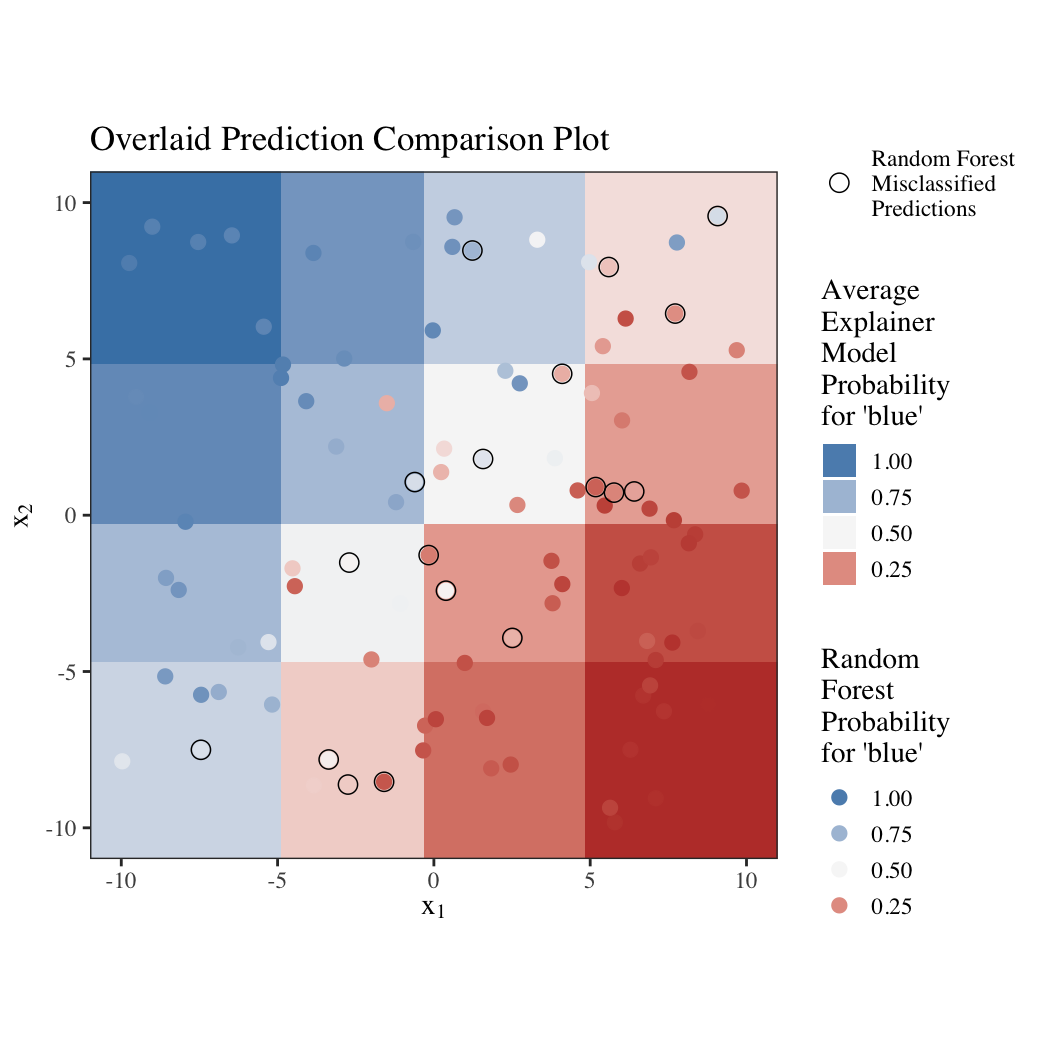 Overlaid Prediction Comparison Plot
10
5
0
-5
-10
x2
-10
-5
0
5
10
x1
Random Forest
Misclassified
Predictions
Average
Explainer
Model
Probability
for 'blue'
1.00
0.75
0.50
0.25
Random
Forest
Probability
for 'blue'
1.00
0.75
0.50
0.25